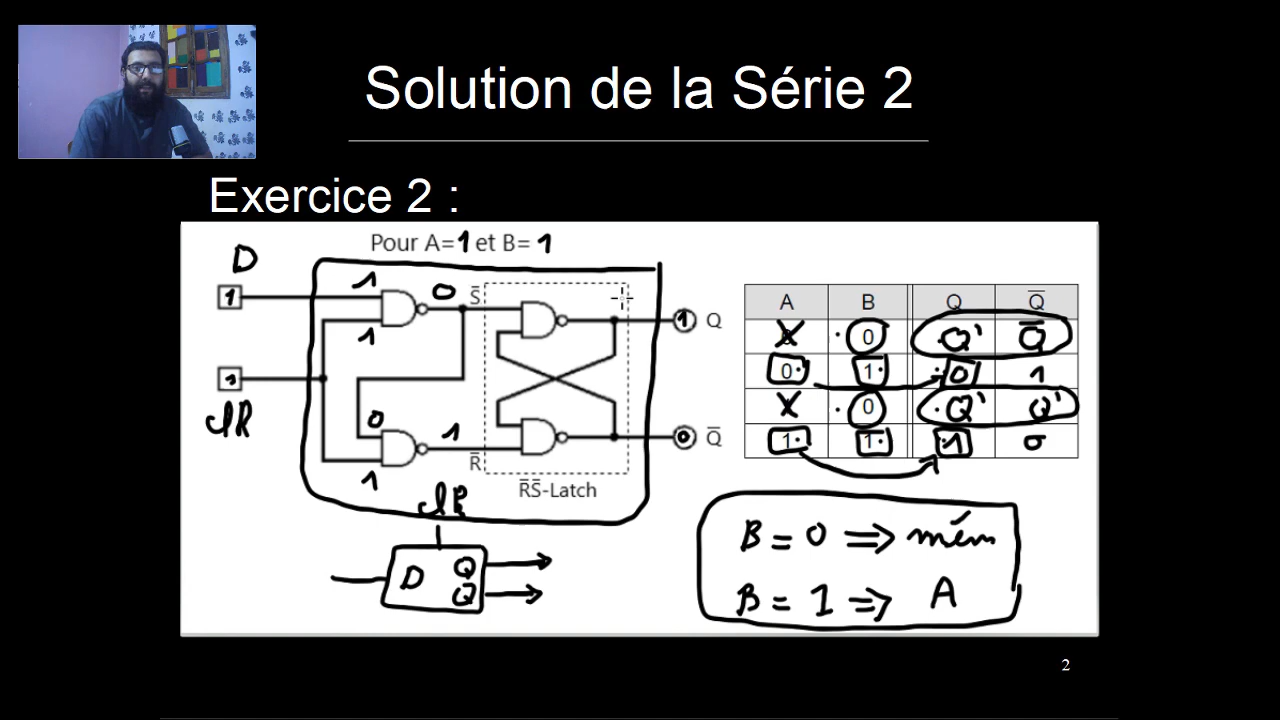 Solution de la Série 2
Exercice 2 :
Pour A=1 et B= 1
D
1
1
0
S̅
1
1
Q
1
H
0
1
0
Q̅
1
R̅
R̅S̅-Latch
H
D Q
Q̅
A B Q Q̅
X 0 Q' Q̅
0 1 0 1
X 0 Q' Q'
1 1 1 0
B = 0 => mém
B = 1 => A
2